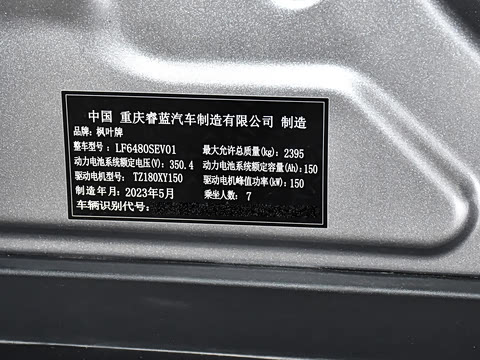 中国 重庆睿蓝汽车制造有限公司 制造
品牌: 枫叶牌
整车型号: LF6480SEV01 最大允许总质量(kg): 2395
动力电池系统额定电压(V): 350.4 动力电池系统额定容量(Ah):150
驱动电机型号: TZ180XY150 驱动电机峰值功率(kW):150
制造年月: 2023年5月 乘坐人数: 7
车辆识别代号: